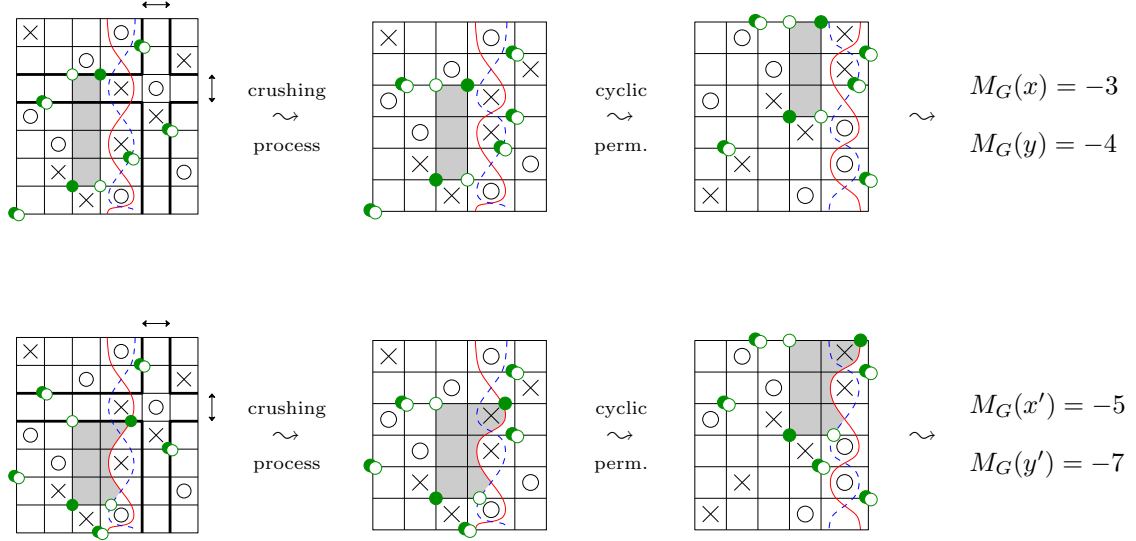 crushing
⇝
process
cyclic
⇝
perm.
⇝
M_G(x) = −3
M_G(y) = −4
crushing
⇝
process
cyclic
⇝
perm.
⇝
M_G(x′) = −5
M_G(y′) = −7